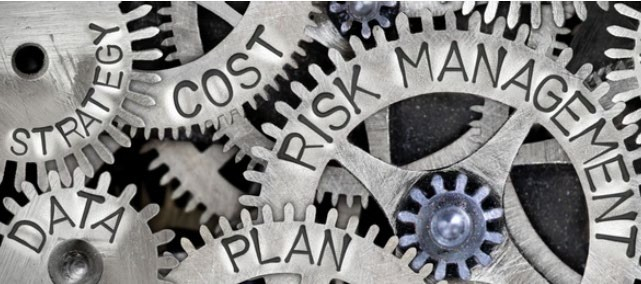 STRATEGY
COST
RISK MANAGEMENT
DATA
PLAN